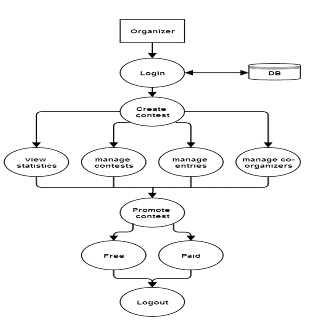 Organizer
Login
DB
Create
contest
view
statistics
manage
contests
manage
entries
manage co-
organizers
Promote
contest
Free
Paid
Logout